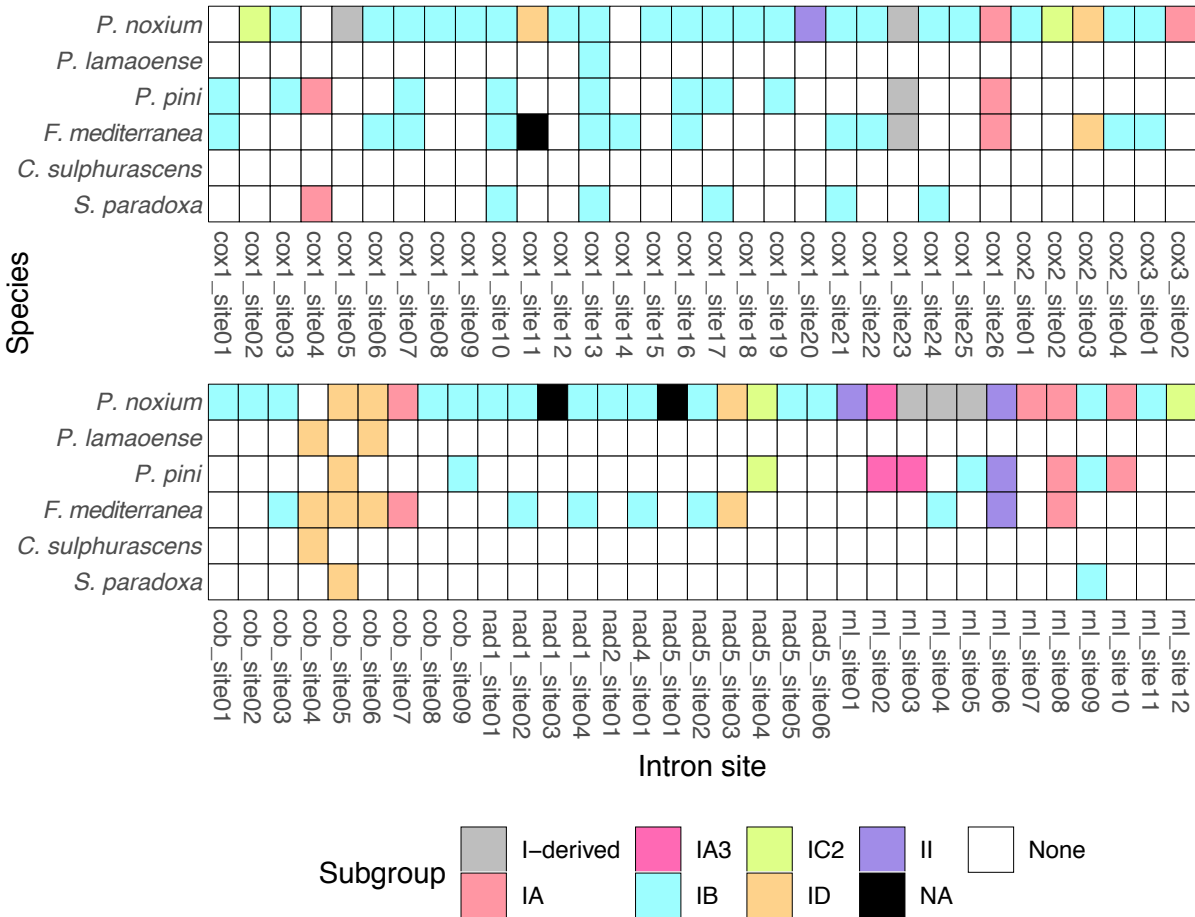 Species
P. noxium
P. lamaoense
P. pini
F. mediterranea
C. sulphurascens
S. paradoxa
cox1_site01
cox1_site02
cox1_site03
cox1_site04
cox1_site05
cox1_site06
cox1_site07
cox1_site08
cox1_site09
cox1_site10
cox1_site11
cox1_site12
cox1_site13
cox1_site14
cox1_site15
cox1_site16
cox1_site17
cox1_site18
cox1_site19
cox1_site20
cox1_site21
cox1_site22
cox1_site23
cox1_site24
cox1_site25
cox1_site26
cox2_site01
cox2_site02
cox2_site03
cox2_site04
cox3_site01
cox3_site02
P. noxium
P. lamaoense
P. pini
F. mediterranea
C. sulphurascens
S. paradoxa
cob_site01
cob_site02
cob_site03
cob_site04
cob_site05
cob_site06
cob_site07
cob_site08
cob_site09
nad1_site01
nad1_site02
nad1_site03
nad1_site04
nad2_site01
nad4_site01
nad5_site01
nad5_site02
nad5_site03
nad5_site04
nad5_site05
nad5_site06
rnl_site01
rnl_site02
rnl_site03
rnl_site04
rnl_site05
rnl_site06
rnl_site07
rnl_site08
rnl_site09
rnl_site10
rnl_site11
rnl_site12
Intron site
Subgroup
I−derived
IA3
IC2
II
None
IA
IB
ID
NA